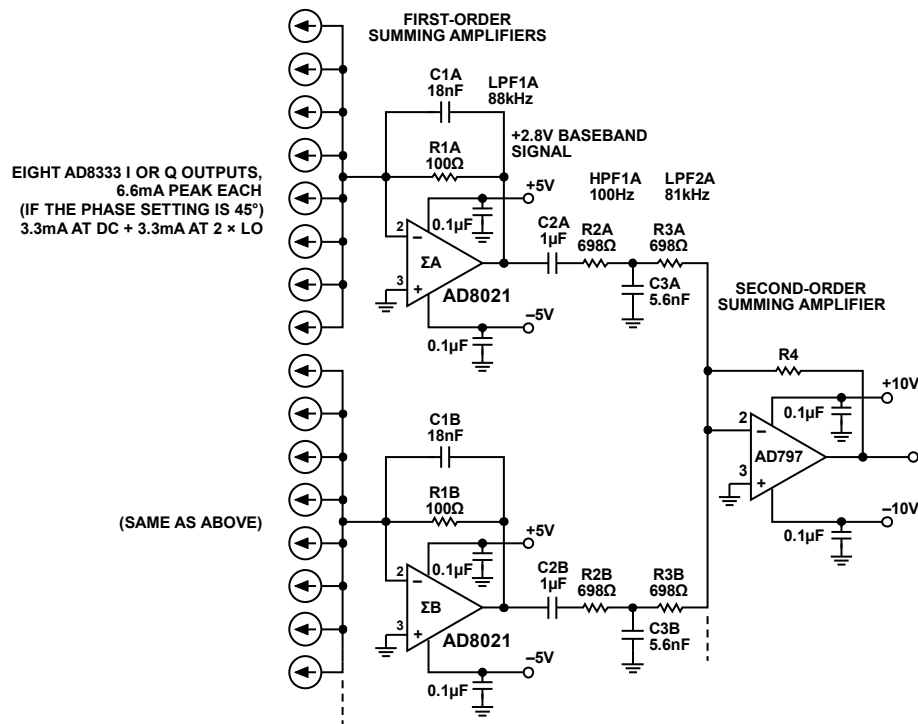 FIRST-ORDER
SUMMING AMPLIFIERS
C1A
18nF
LPF1A
88kHz
R1A
100Ω
+2.8V BASEBAND
SIGNAL
EIGHT AD8333 I OR Q OUTPUTS,
6.6mA PEAK EACH
(IF THE PHASE SETTING IS 45°)
3.3mA AT DC + 3.3mA AT 2 × LO
+5V
0.1µF
2
–
ΣA
3
+
AD8021
–5V
0.1µF
HPF1A
100Hz
LPF2A
81kHz
C2A
1µF
R2A
698Ω
R3A
698Ω
C3A
5.6nF
SECOND-ORDER
SUMMING AMPLIFIER
R4
+10V
0.1µF
2
–
AD797
3
+
–10V
0.1µF
C1B
18nF
R1B
100Ω
(SAME AS ABOVE)
+5V
0.1µF
2
–
ΣB
3
+
AD8021
–5V
0.1µF
C2B
1µF
R2B
698Ω
R3B
698Ω
C3B
5.6nF